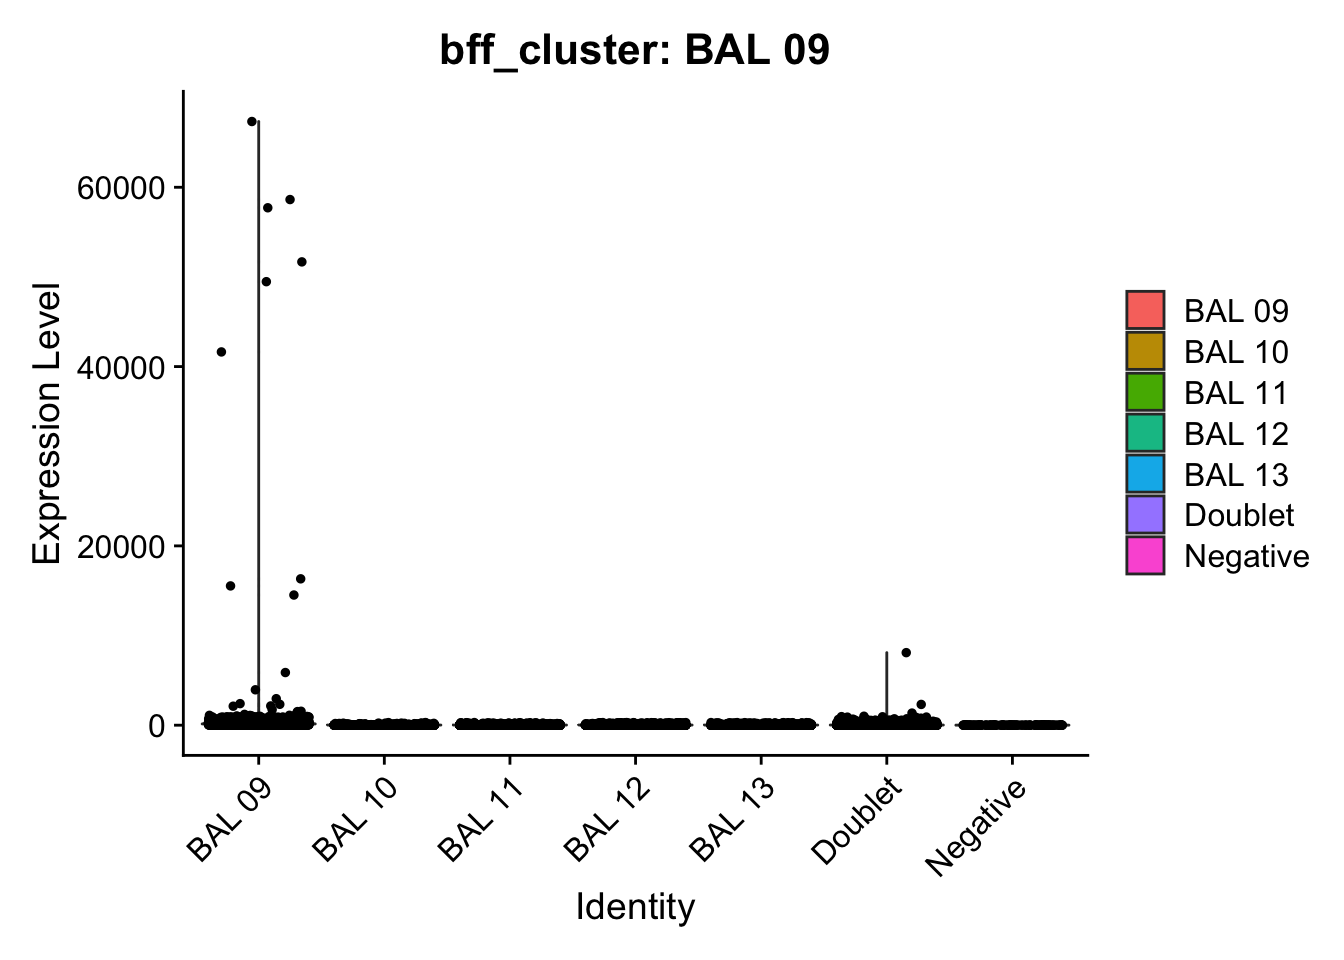 bff_cluster: BAL 09
Expression Level
60000
40000
20000
0
BAL 09
BAL 10
BAL 11
BAL 12
BAL 13
Doublet
Negative
Identity
BAL 09
BAL 10
BAL 11
BAL 12
BAL 13
Doublet
Negative